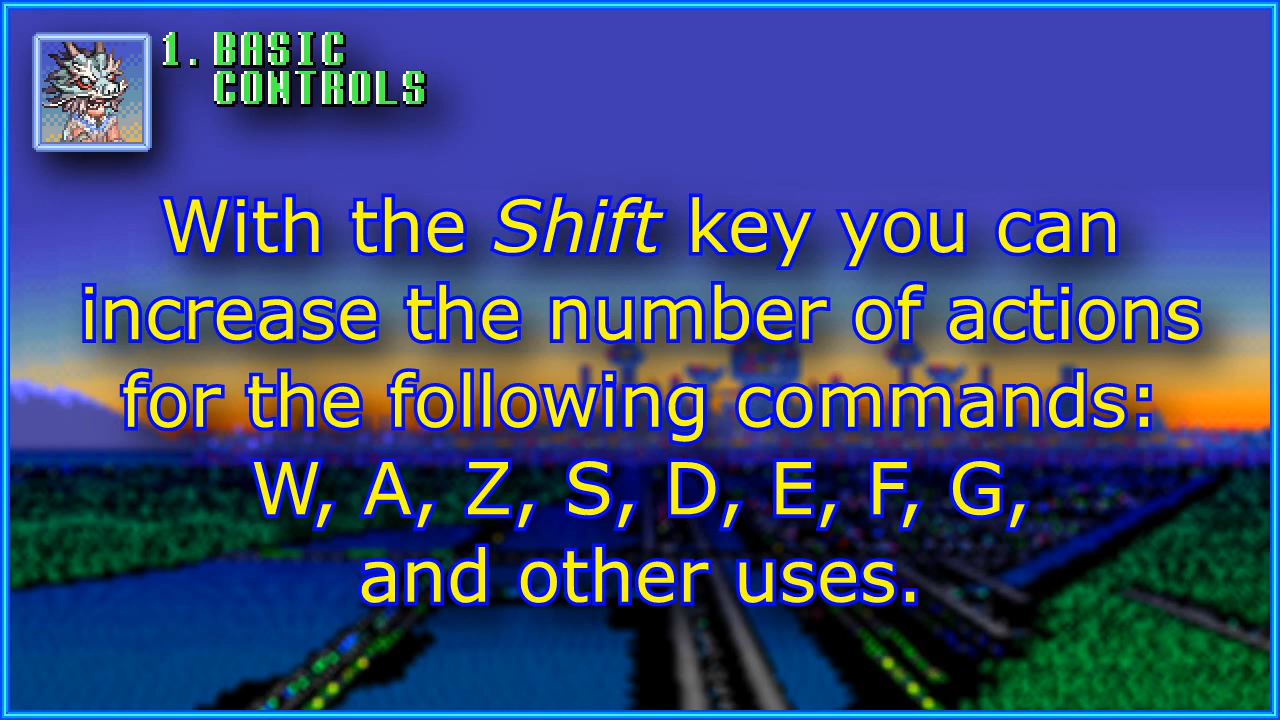 1. BASIC
CONTROLS
With the Shift key you can
increase the number of actions
for the following commands:
W, A, Z, S, D, E, F, G,
and other uses.